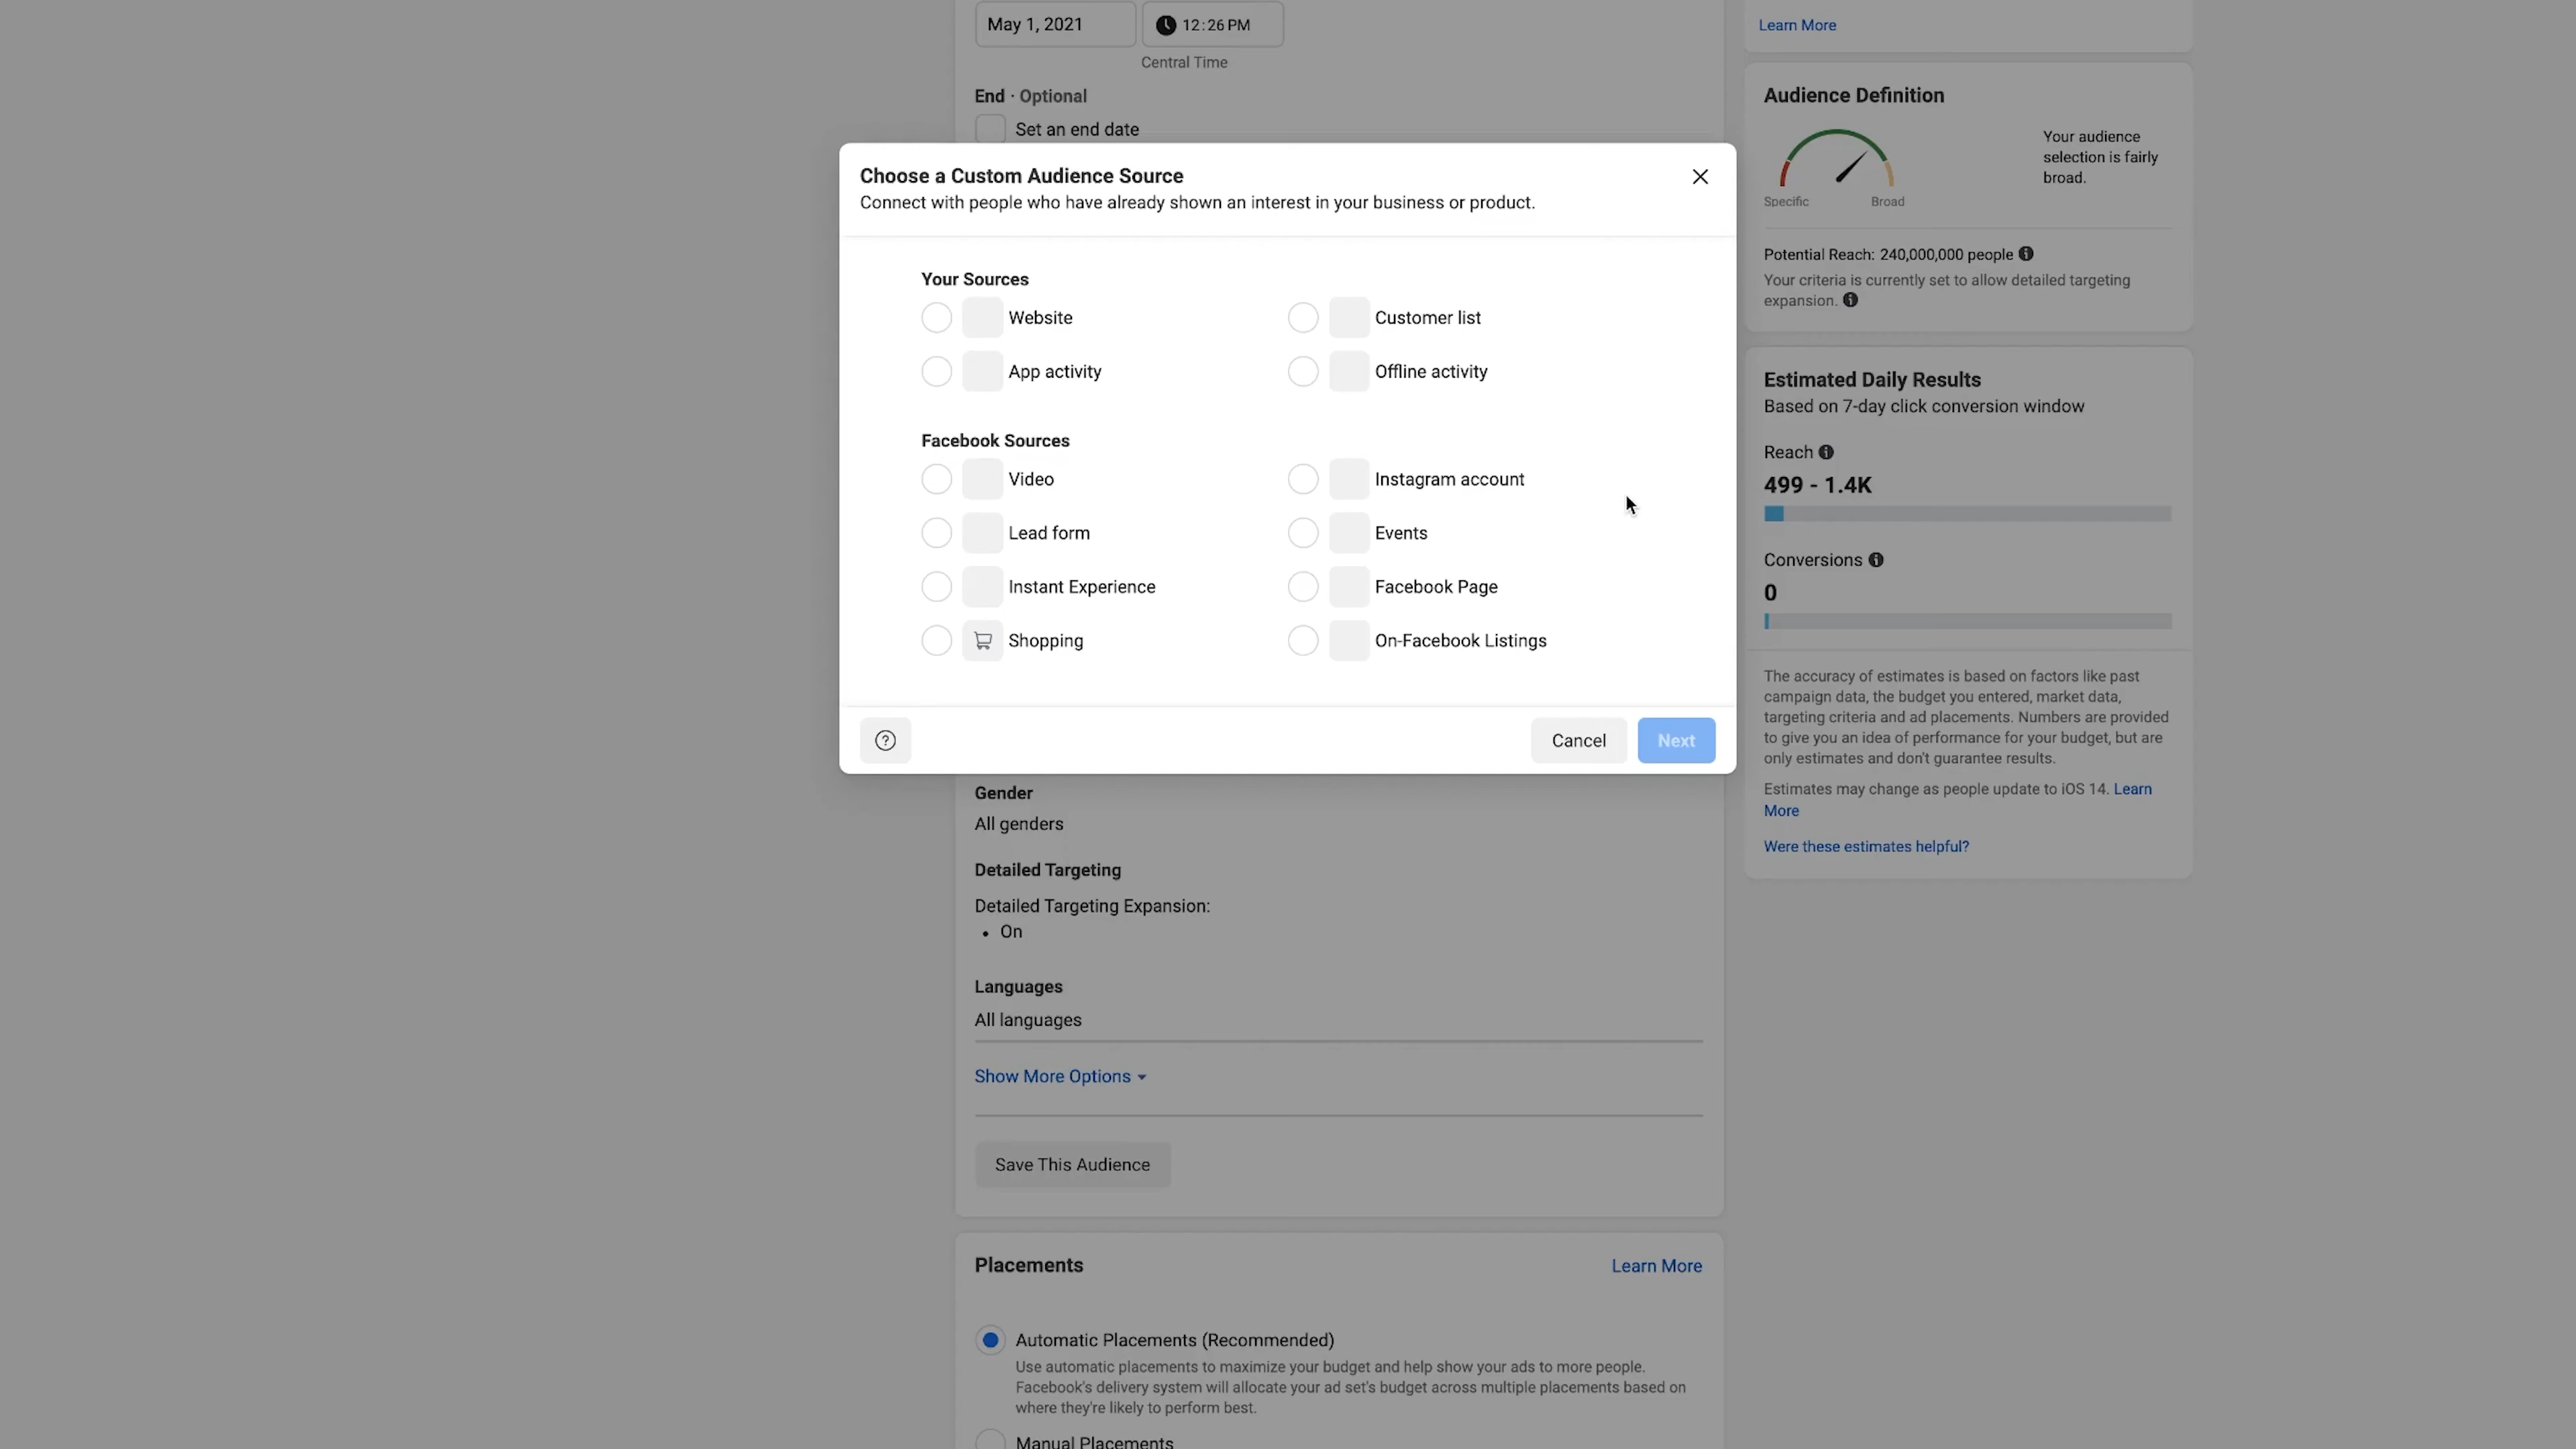 May 1, 2021
12:26 PM
Central Time
End · Optional
Set an end date
Choose a Custom Audience Source
Connect with people who have already shown an interest in your business or product.
Your Sources
Website
Customer list
App activity
Offline activity
Facebook Sources
Video
Instagram account
Lead form
Events
Instant Experience
Facebook Page
Shopping
On-Facebook Listings
Cancel
Next
Gender
All genders
Detailed Targeting
Detailed Targeting Expansion:
• On
Languages
All languages
Show More Options
Save This Audience
Placements
Learn More
Automatic Placements (Recommended)
Use automatic placements to maximize your budget and help show your ads to more people.
Facebook's delivery system will allocate your ad set's budget across multiple placements based on
where they're likely to perform best.
Manual Placements
Learn More
Audience Definition
Your audience
selection is fairly
broad.
Specific
Broad
Potential Reach: 240,000,000 people
Your criteria is currently set to allow detailed targeting
expansion.
Estimated Daily Results
Based on 7-day click conversion window
Reach
499 - 1.4K
Conversions
0
The accuracy of estimates is based on factors like past
campaign data, the budget you entered, market data,
targeting criteria and ad placements. Numbers are provided
to give you an idea of performance for your budget, but are
only estimates and don't guarantee results.
Estimates may change as people update to iOS 14. Learn
More
Were these estimates helpful?